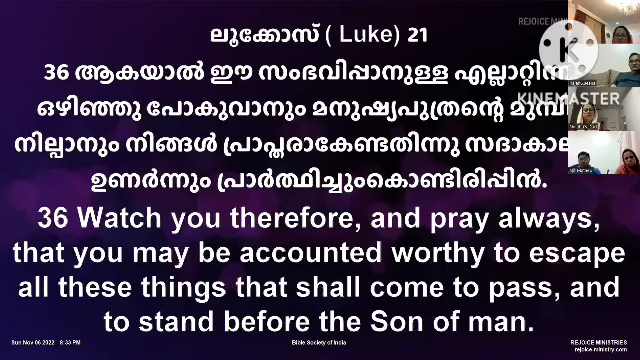 REJOICE MIN
ലൂക്കോസ് ( Luke) 21
36 ആകയാൽ ഈ സംഭവിപ്പാനുള്ള
ഒഴിഞ്ഞു പോകുവാനും മനുഷ്യപുത്രന്റെ
നില്പാനും നിങ്ങൾ പ്രാപ്തരാകേണ്ടതിന്നു
ഉണർന്നും പ്രാർത്ഥിച്ചുംകൊണ്ടിരിപ്പിൻ.
KINEMASTER
36 Watch you therefore, and pray always,
that you may be accounted worthy to escape
all these things that shall come to pass, and
to stand before the Son of man.
Sun Nov 06 2022 8:33 PM
Bible Society of India
REJOICE MINISTRIES
rejoice-ministry.com